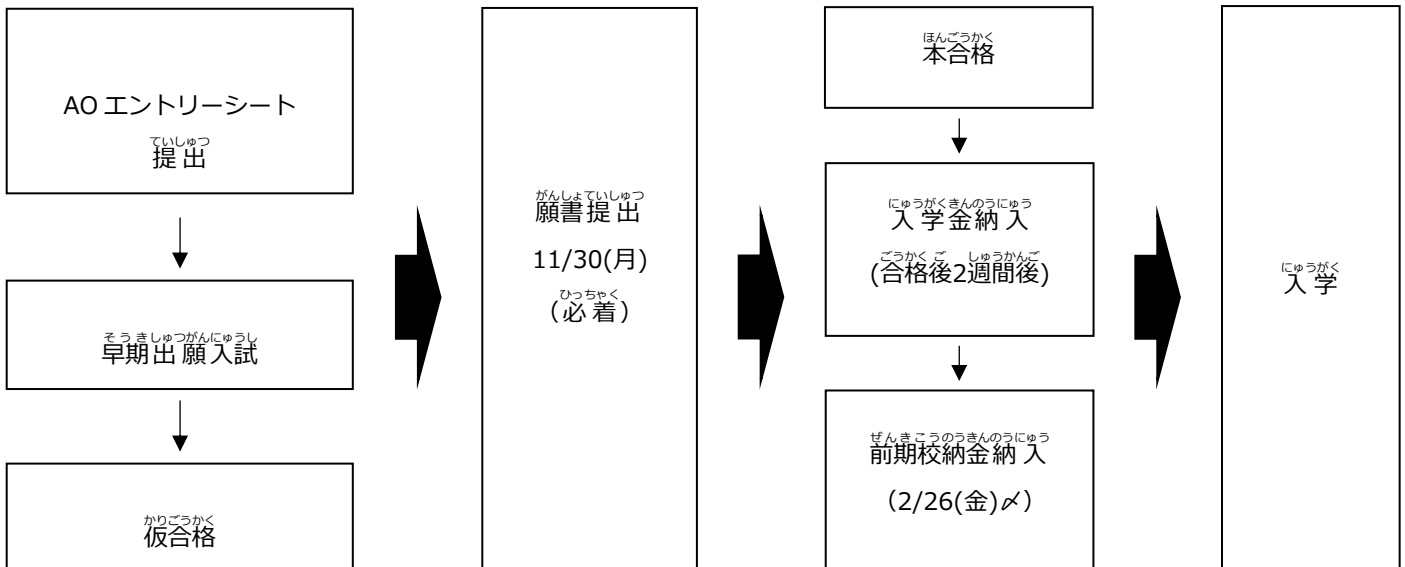 AO エントリーシート
ていしゅつ
提出
そうきしゅつがんにゅうし
早期出願入試
かりごうかく
仮合格
がんしょていしゅつ
願書提出
11/30(月)
ひっちゃく
（必着）
ほんごうかく
本合格
にゅうがくきんのうにゅう
入学金納入
ごうかくご しゅうかんご
(合格後2週間後)
ぜんきこうのうきんのうにゅう
前期校納金納入
（2/26(金)〆）
にゅうがく
入学